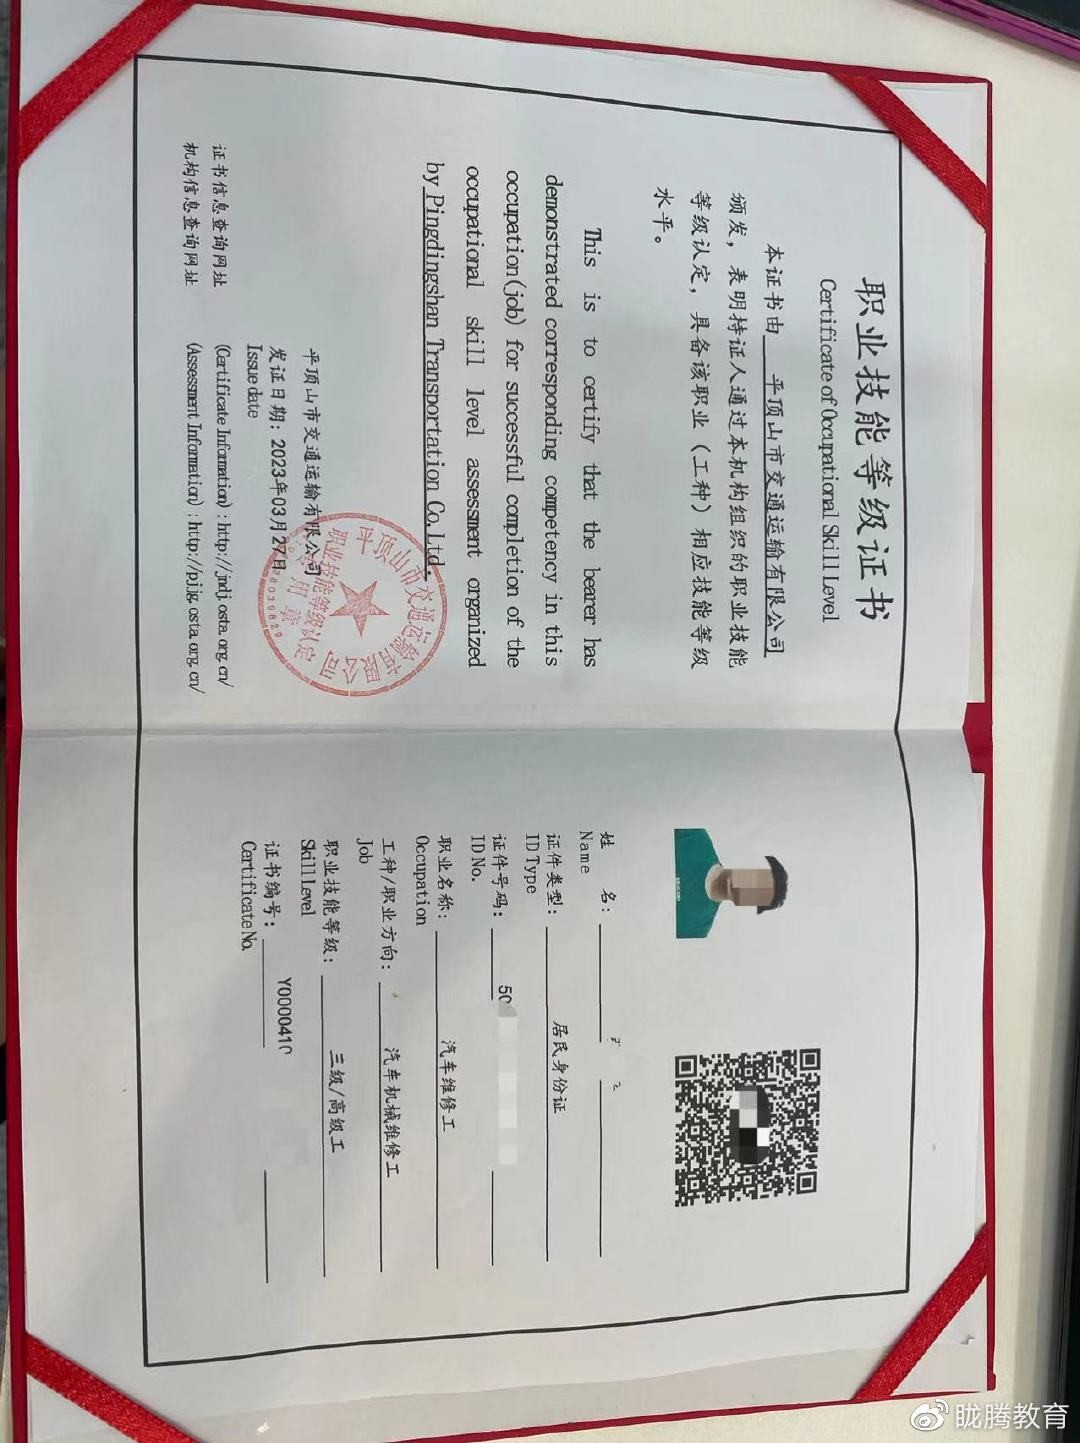 职业技能等级证书
Certificate of Occupational Skill Level
本证书由 平顶山市交通运输有限公司
颁发，表明持证人通过本机构组织的职业技能
等级认定，具备该职业（工种）相应技能等级
水平。
This is to certify that the bearer has
demonstrated corresponding competency in this
occupation(job) for successful completion of the
occupational skill level assessment organized
by Pingdingshan Transportation Co.Ltd.
平顶山市交通运输有限公司
发证日期：2023年03月27日
Issue date
平顶山市交通运输有限公司
职业技能等级认定
专用章
证书信息查询网址 (Certificate Information)：http://jndj.osta.org.cn/
机构信息查询网址 (Assessment Information)：http://pjjg.osta.org.cn/
姓 名：
Name
证件类型： 居民身份证
ID Type
证件号码： 50
ID No.
职业名称： 汽车维修工
Occupation
工种/职业方向： 汽车机械维修工
Job
职业技能等级： 三级/高级工
Skill Level
证书编号： Y0000410
Certificate No.
眬腾教育